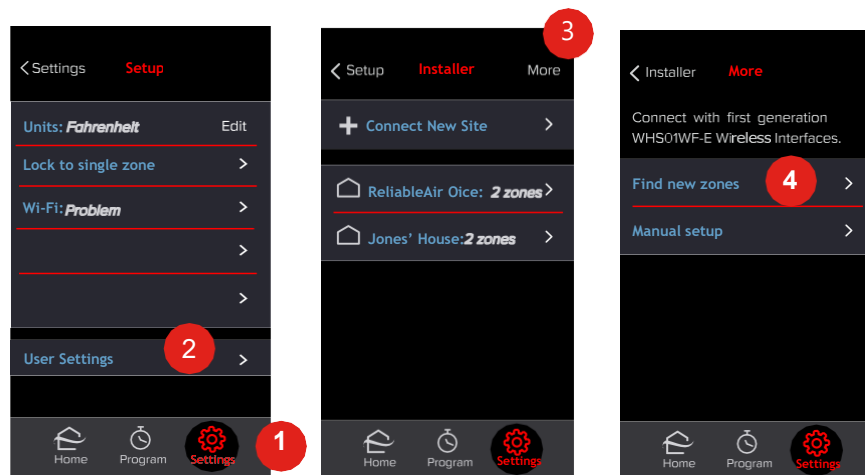 Settings Setup
Units: Fahrenhelt Edit
Lock to single zone
Wi-Fi: Problem
User Settings
2
Home Program Settings
1
3
Setup Installer More
Connect New Site
ReliableAir Oice: 2 zones
Jones’ House:2 zones
Home Program Settings
Installer More
Connect with first generation
WHS01WF-E Wireless Interfaces.
Find new zones
4
Manual setup
Home Program Settings